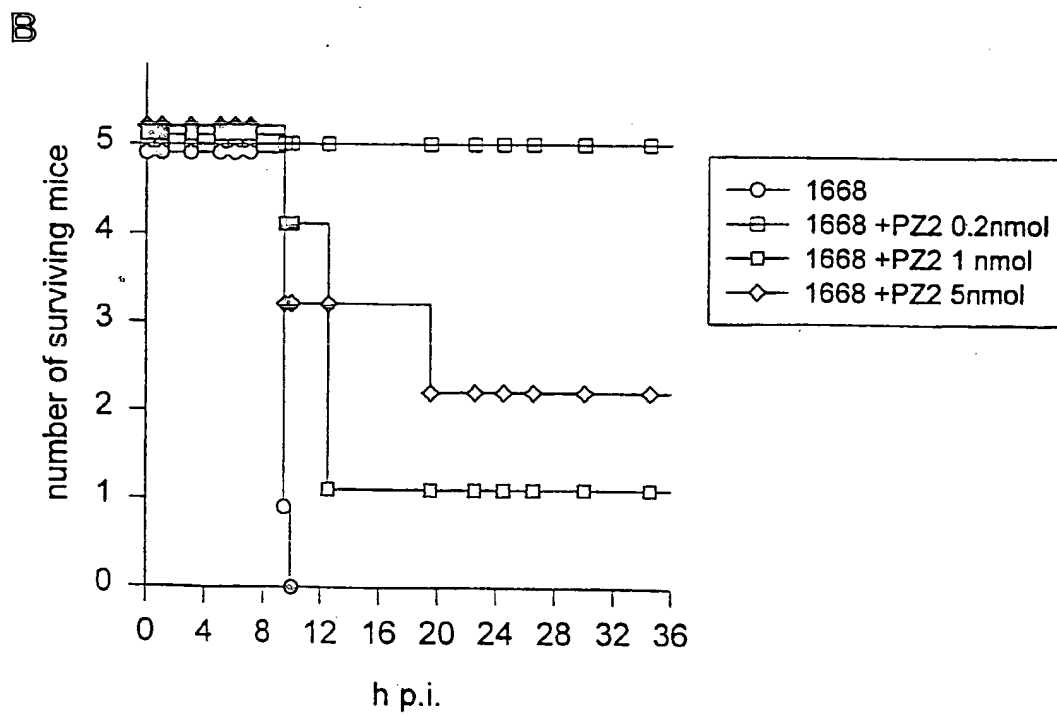 B
number of surviving mice
5
4
3
2
1
0
0 4 8 12 16 20 24 28 32 36
h p.i.
1668
1668 +PZ2 0.2nmol
1668 +PZ2 1 nmol
1668 +PZ2 5nmol